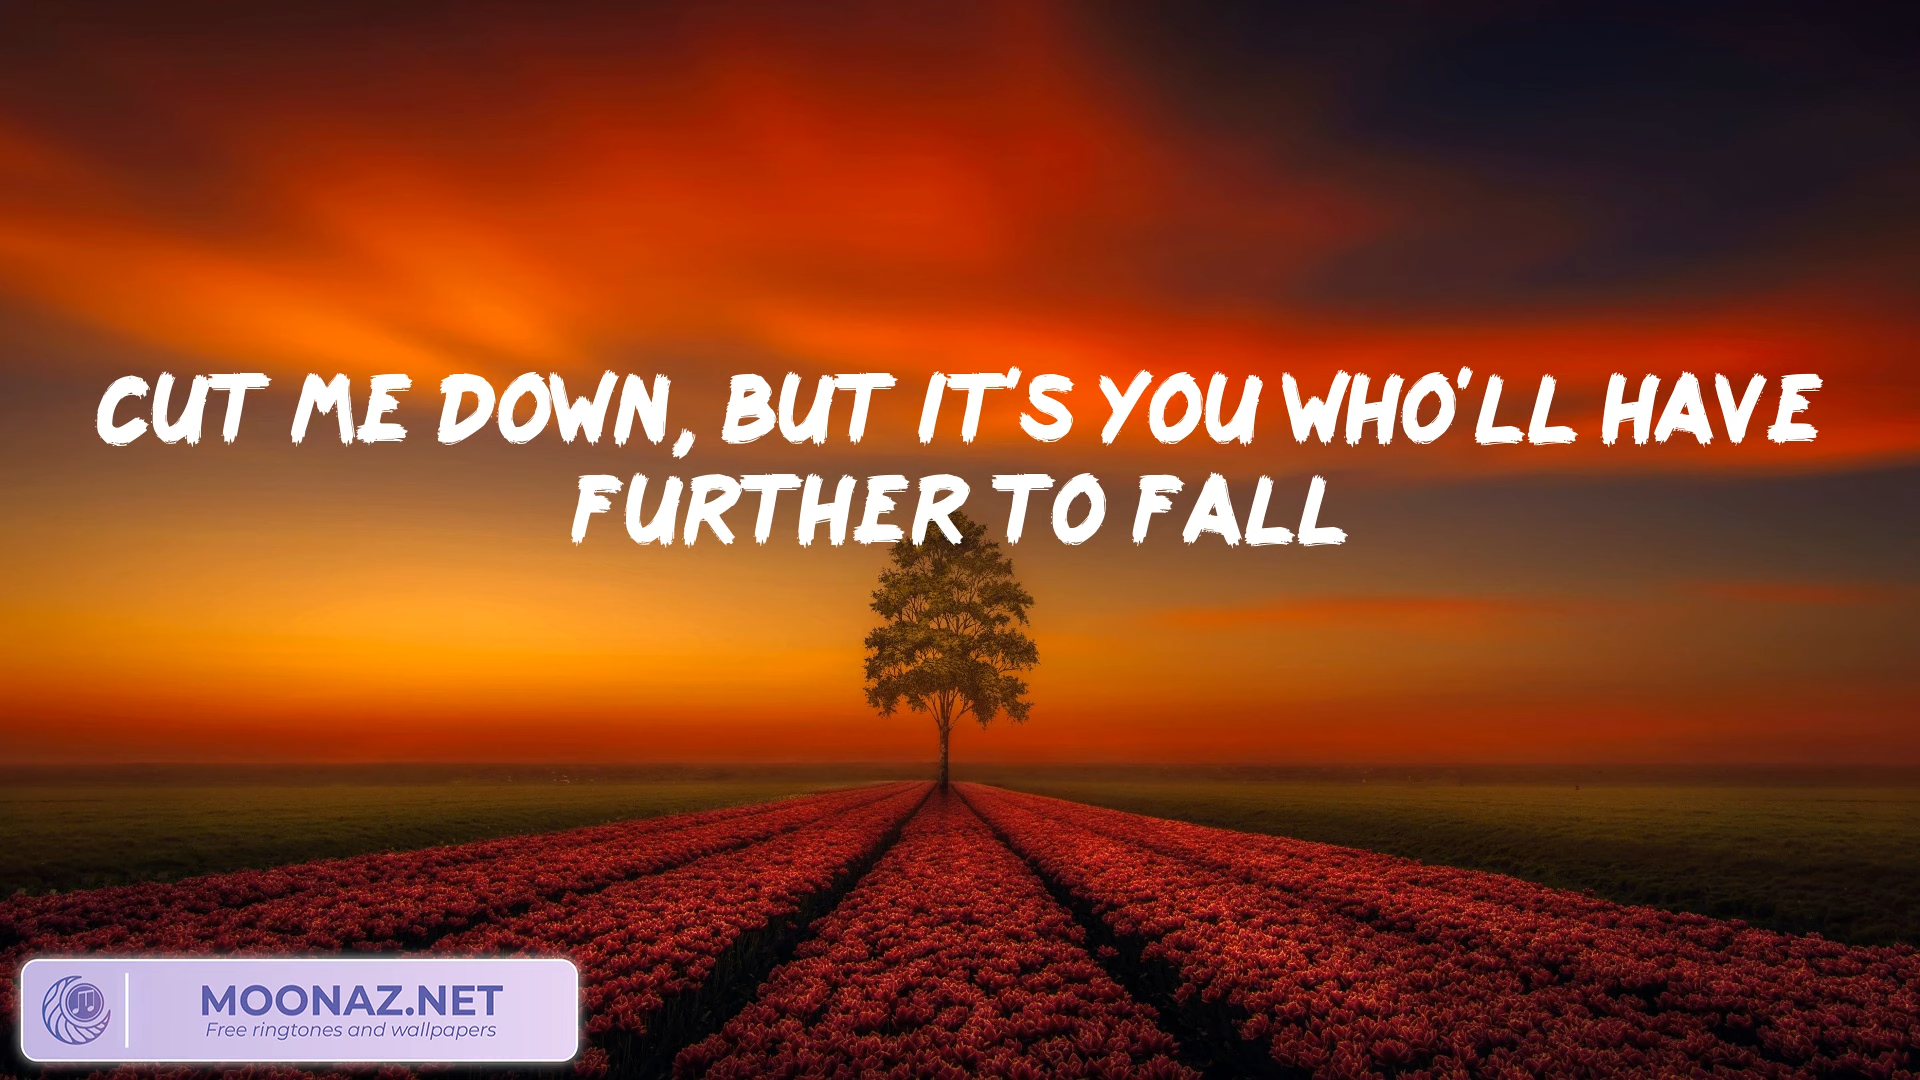 CUT ME DOWN, BUT IT'S YOU WHO'LL HAVE
FURTHER TO FALL
MOONAZ.NET
Free ringtones and wallpapers